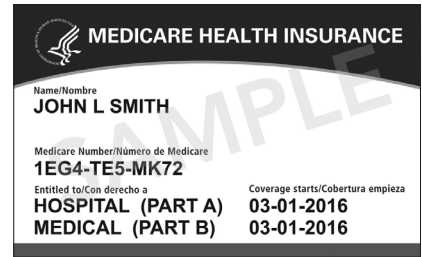 MEDICARE HEALTH INSURANCE
Name/Nombre
JOHN L SMITH
Medicare Number/Número de Medicare
1EG4-TE5-MK72
Entitled to/Con derecho a Coverage starts/Cobertura empieza
HOSPITAL (PART A) 03-01-2016
MEDICAL (PART B) 03-01-2016
SAMPLE